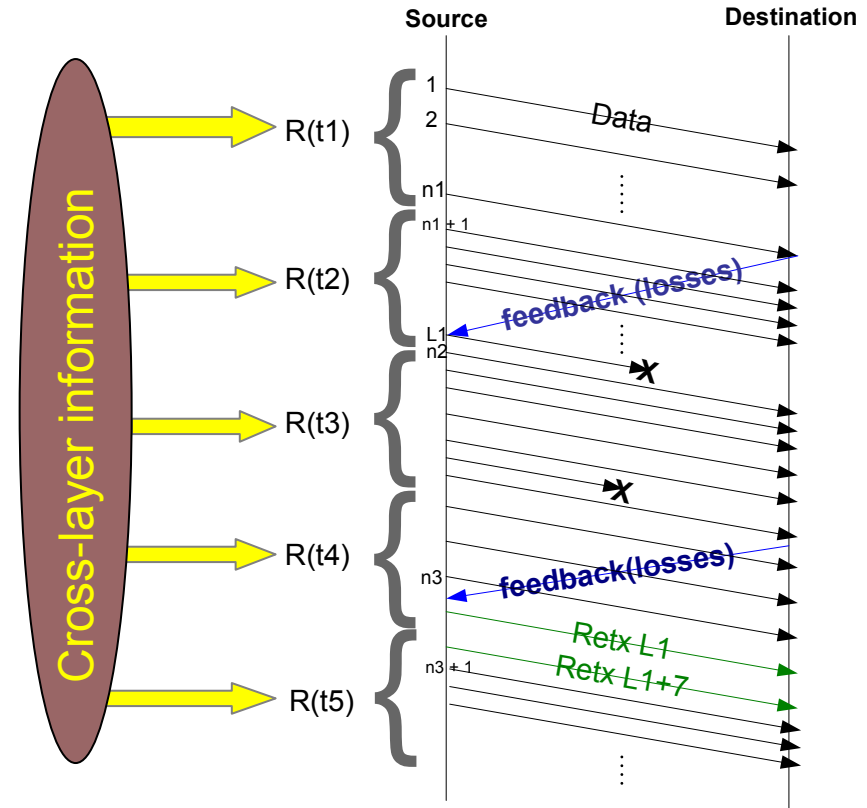 Source
Destination
Cross-layer information
R(t1)
R(t2)
R(t3)
R(t4)
R(t5)
1
2
n1
n1 + 1
L1
n2
n3
n3 + 1
Data
feedback (losses)
X
X
feedback(losses)
Retx L1
Retx L1+7